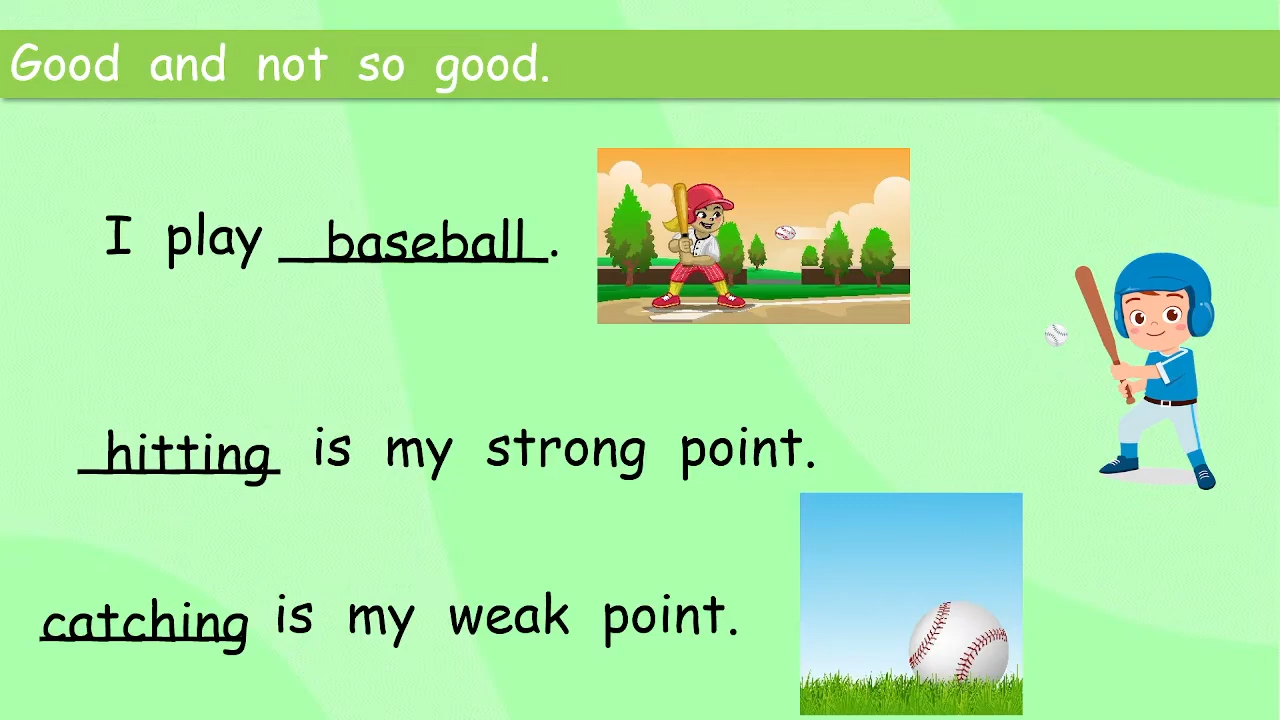 Good and not so good.
I play baseball.
hitting is my strong point.
catching is my weak point.